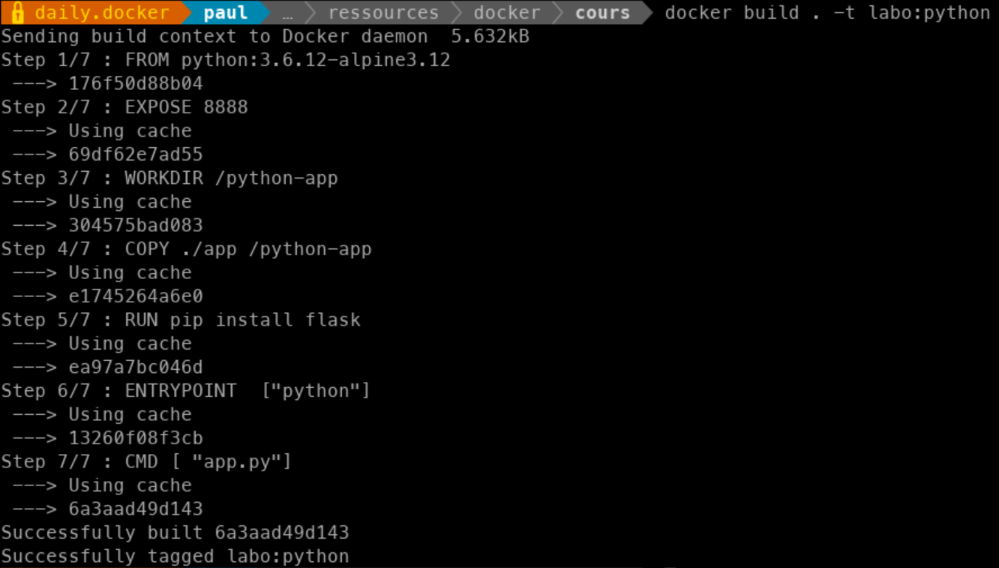 daily.docker paul … ressources docker cours docker build . -t labo:python
Sending build context to Docker daemon  5.632kB
Step 1/7 : FROM python:3.6.12-alpine3.12
 ---> 176f50d88b04
Step 2/7 : EXPOSE 8888
 ---> Using cache
 ---> 69df62e7ad55
Step 3/7 : WORKDIR /python-app
 ---> Using cache
 ---> 304575bad083
Step 4/7 : COPY ./app /python-app
 ---> Using cache
 ---> e1745264a6e0
Step 5/7 : RUN pip install flask
 ---> Using cache
 ---> ea97a7bc046d
Step 6/7 : ENTRYPOINT  ["python"]
 ---> Using cache
 ---> 13260f08f3cb
Step 7/7 : CMD [ "app.py"]
 ---> Using cache
 ---> 6a3aad49d143
Successfully built 6a3aad49d143
Successfully tagged labo:python